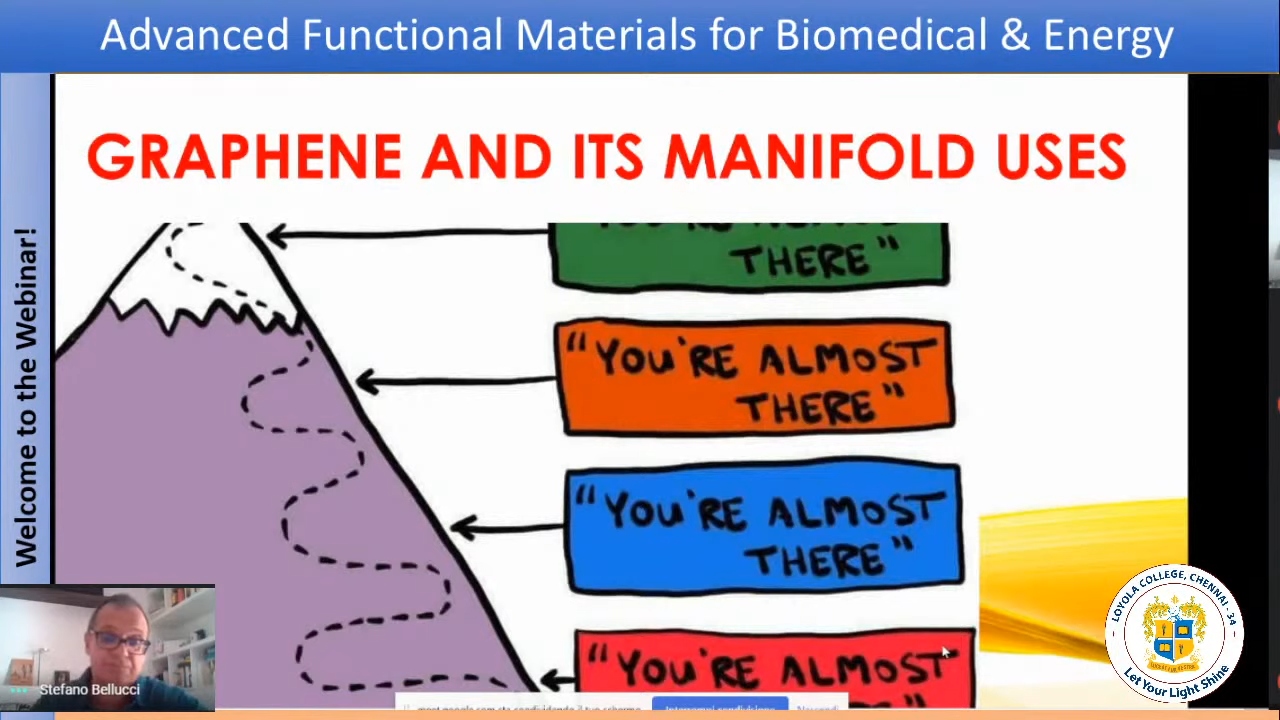 Advanced Functional Materials for Biomedical & Energy
Welcome to the Webinar!
GRAPHENE AND ITS MANIFOLD USES
THERE"
"YOU'RE ALMOST
THERE"
"YOU'RE ALMOST
THERE"
"YOU'RE ALMOST
Stefano Bellucci
LOYOLA COLLEGE, CHENNAI - 34
Let Your Light Shine